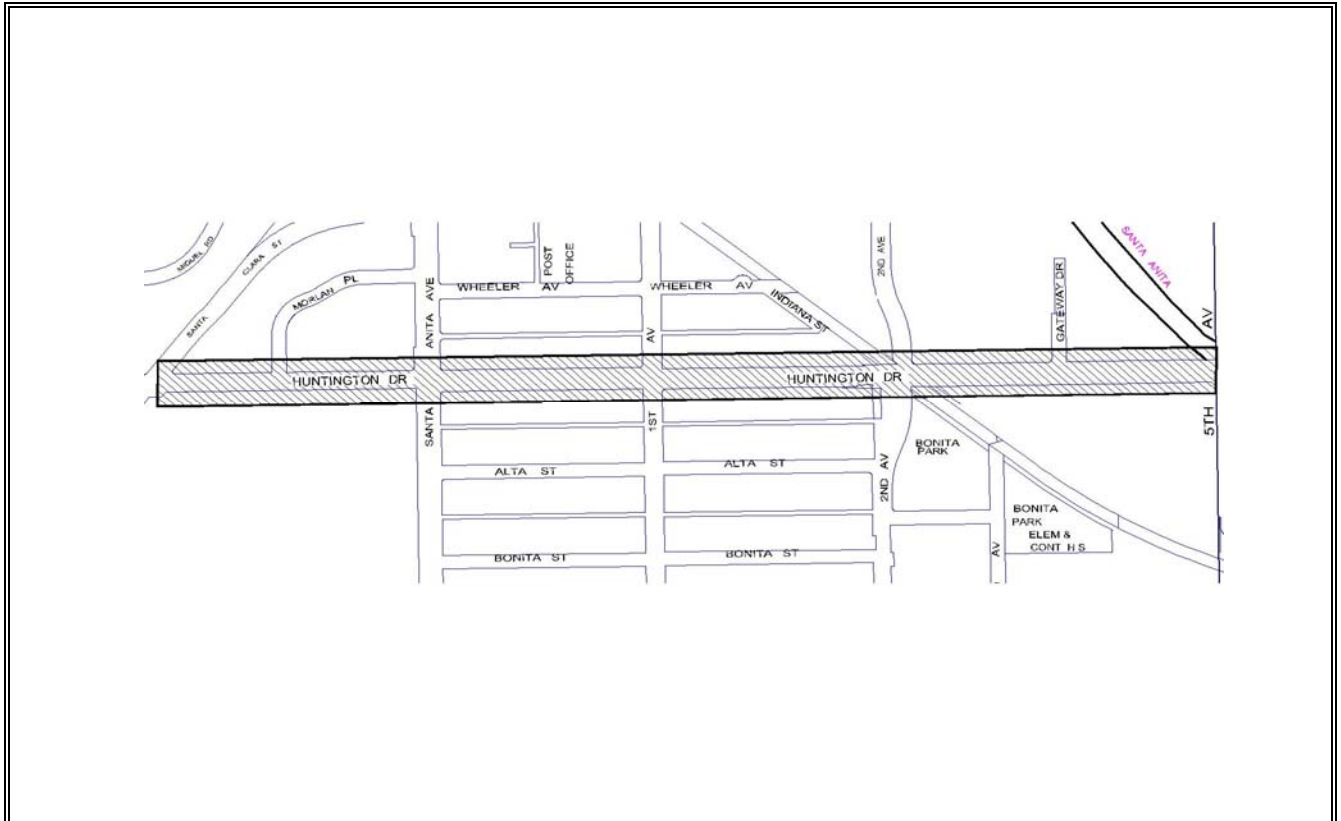 MIGUEL RD
SANTA CLARA ST
MORLAN PL
SANTA ANITA AVE
WHEELER AV
POST
OFFICE
WHEELER AV
INDIANA ST
2ND AVE
GATEWAY DR
SANTA ANITA
5TH AV
HUNTINGTON DR
HUNTINGTON DR
1ST AV
ALTA ST
ALTA ST
2ND AV
BONITA
PARK
BONITA
PARK
ELEM &
CONT H S
AV
BONITA ST
BONITA ST